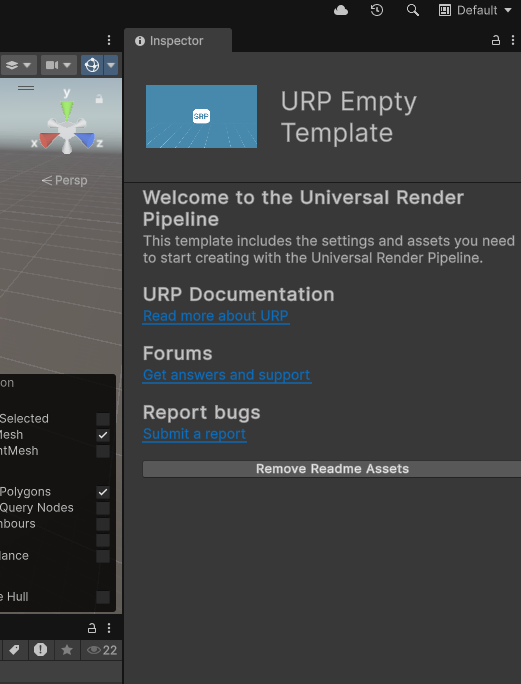 Default
Inspector
SRP
URP Empty
Template
y
x
z
Persp
Welcome to the Universal Render
Pipeline
This template includes the settings and assets you need
to start creating with the Universal Render Pipeline.
URP Documentation
Read more about URP
Forums
Get answers and support
Report bugs
Submit a report
Remove Readme Assets
on
Selected
Mesh
ntMesh
Polygons
Query Nodes
nbours
lance
e Hull
22